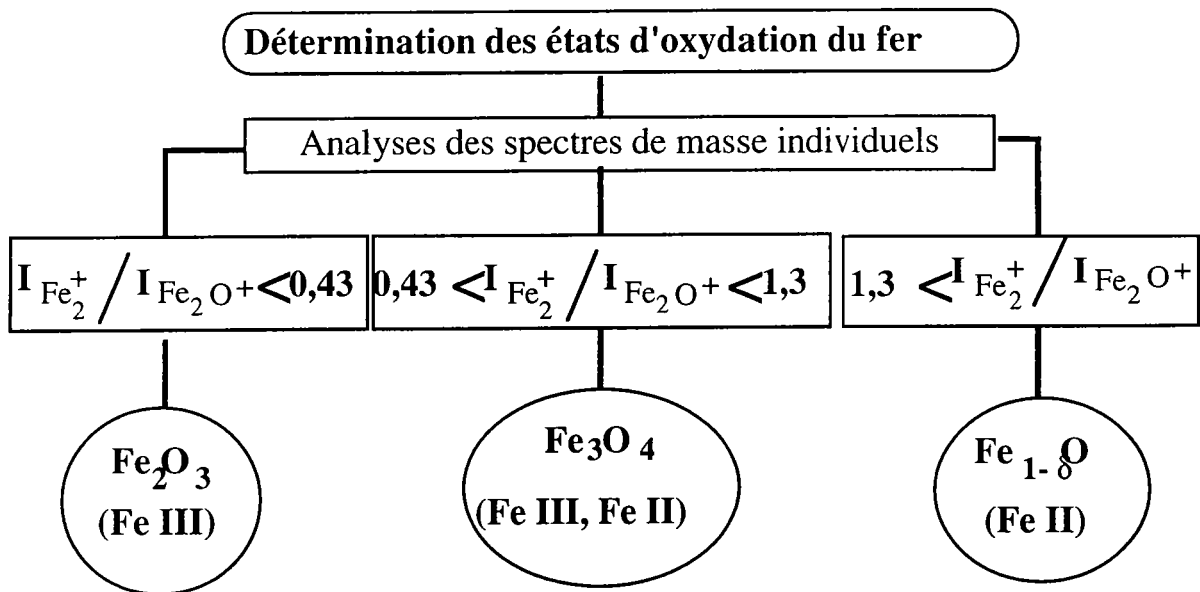 Détermination des états d'oxydation du fer
Analyses des spectres de masse individuels
I Fe₂⁺ / I Fe₂O⁺ <0,43
0,43 <I Fe₂⁺ / I Fe₂O⁺ <1,3
1,3 <I Fe₂⁺ / I Fe₂O⁺
Fe₂O₃
(Fe III)
Fe₃O₄
(Fe III, Fe II)
Fe₁₋δO
(Fe II)